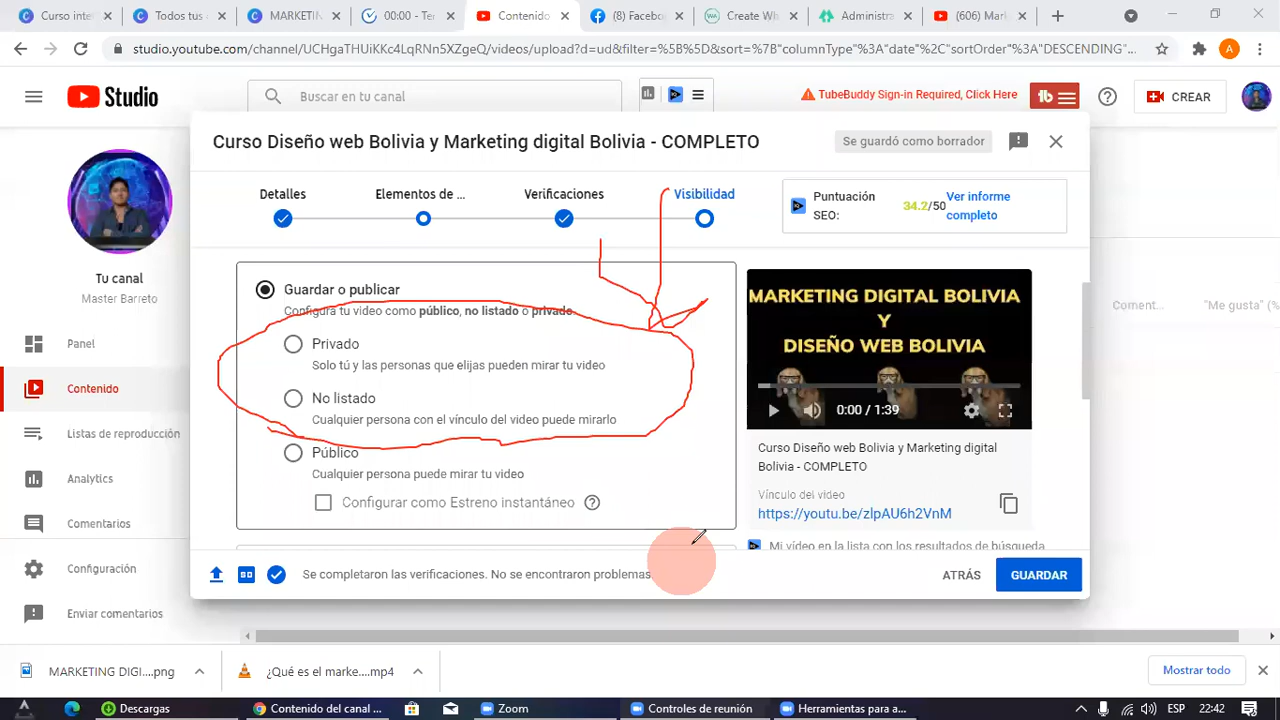 Curso inter
Todos tus c
MARKETIN
00:00 - Te
Contenido
(8) Facebo
Create Wh
Administra
(606) Mark
studio.youtube.com/channel/UCHgaTHUiKKc4LqRNn5XZgeQ/videos/upload?d=ud&filter=%5B%5D&sort=%7B"columnType"%3A"date"%2C"sortOrder"%3A"DESCENDING"...
A
Studio
Buscar en tu canal
TubeBuddy Sign-in Required, Click Here
tb
CREAR
Curso Diseño web Bolivia y Marketing digital Bolivia - COMPLETO
Se guardó como borrador
Detalles
Elementos de ...
Verificaciones
Visibilidad
Puntuación SEO:
34.2/50
Ver informe completo
Tu canal
Master Barreto
Panel
Contenido
Listas de reproducción
Analytics
Comentarios
Configuración
Enviar comentarios
Guardar o publicar
Configura tu video como público, no listado o privado.
Privado
Solo tú y las personas que elijas pueden mirar tu video
No listado
Cualquier persona con el vínculo del video puede mirarlo
Público
Cualquier persona puede mirar tu video
Configurar como Estreno instantáneo
MARKETING DIGITAL BOLIVIA
Y
DISEÑO WEB BOLIVIA
0:00 / 1:39
Curso Diseño web Bolivia y Marketing digital
Bolivia - COMPLETO
Vínculo del video
https://youtu.be/zlpAU6h2VnM
Mi vídeo en la lista con los resultados de búsqueda
Coment...
"Me gusta" (%
SD
Se completaron las verificaciones. No se encontraron problemas.
ATRÁS
GUARDAR
MARKETING DIGI....png
¿Qué es el marke....mp4
Mostrar todo
Descargas
Contenido del canal ...
Zoom
Controles de reunión
Herramientas para a...
ESP
22:42